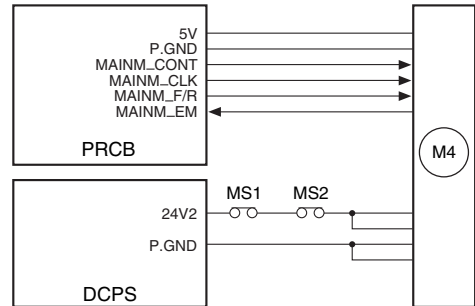 5V
P.GND
MAINM_CONT
MAINM_CLK
MAINM_F/R
MAINM_EM
PRCB
M4
MS1 MS2
24V2
P.GND
DCPS